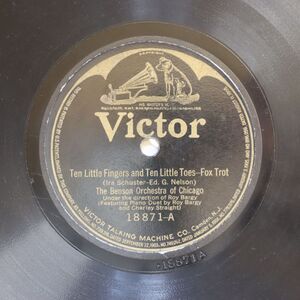 HIS MASTER'S VOICE
Victor
Ten Little Fingers and Ten Little Toes—Fox Trot
(Ira Schuster-Ed. G. Nelson)
The Benson Orchestra of Chicago
Under the direction of Roy Bargy
(Featuring Piano Duet by Roy Bargy
and Charley Straight)
18871-A
VICTOR TALKING MACHINE CO. Camden, N.J.
18871A